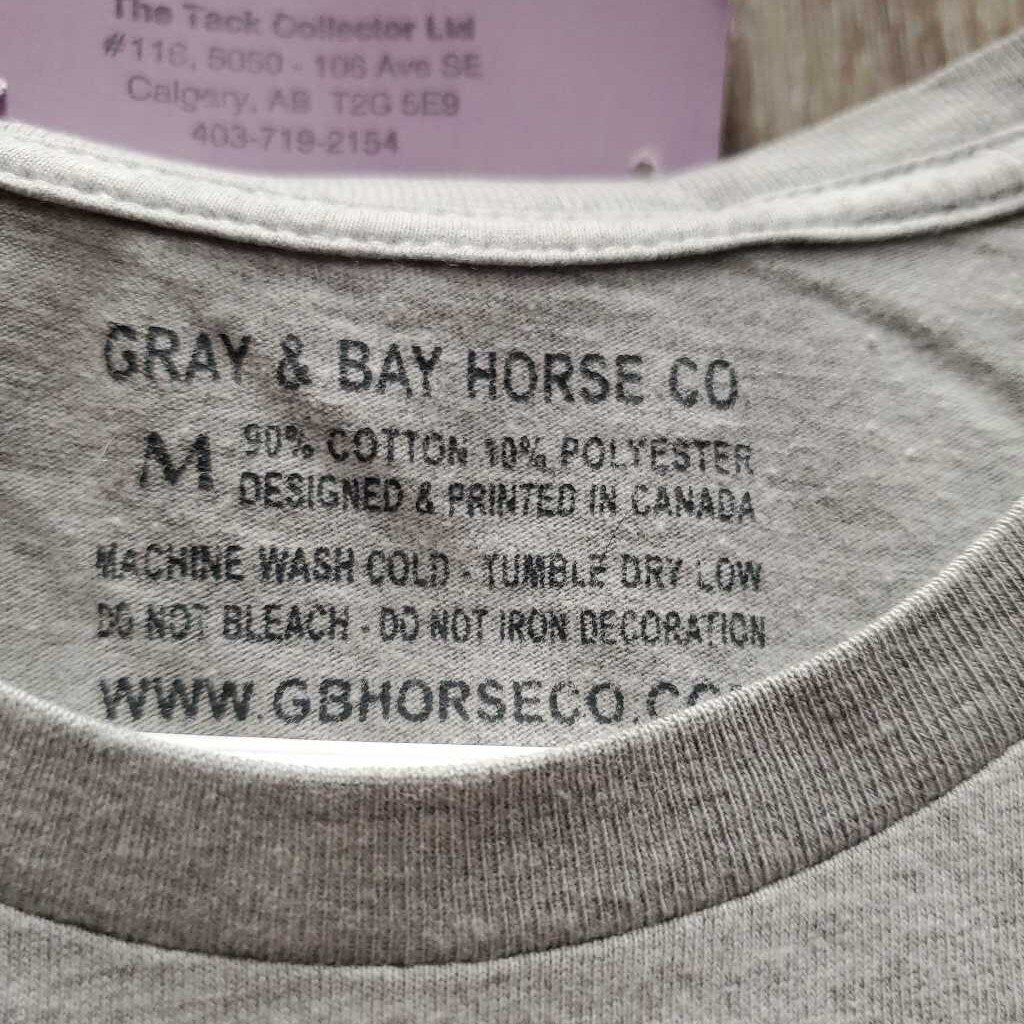 The Tack Collector Ltd
#116, 5050 - 106 Ave SE
Calgary, AB T2G 5E9
403-719-2154
GRAY & BAY HORSE CO.
M 90% COTTON 10% POLYESTER
DESIGNED & PRINTED IN CANADA
MACHINE WASH COLD - TUMBLE DRY LOW
DO NOT BLEACH - DO NOT IRON DECORATION
WWW.GBHORSECO.CO